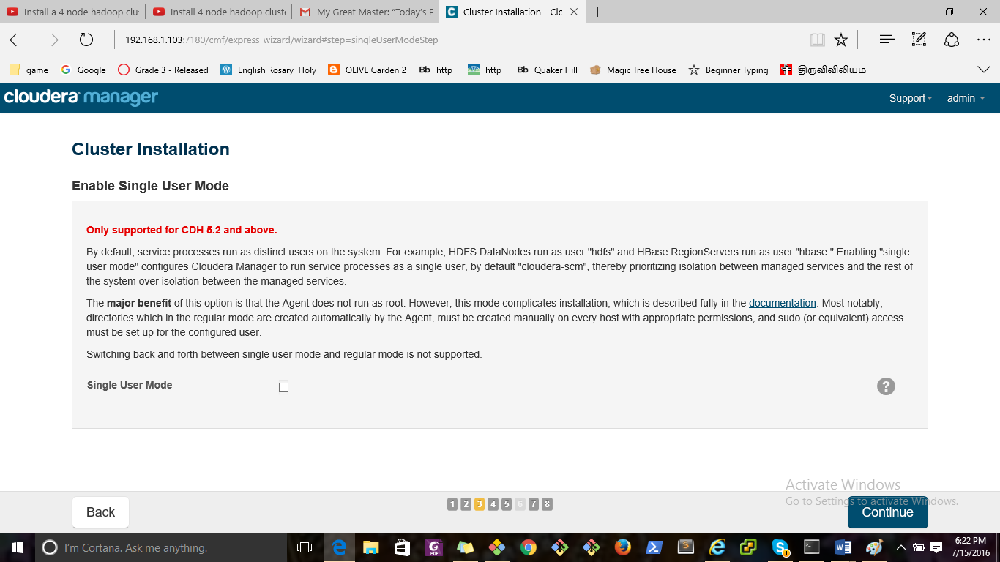 Install a 4 node hadoop clu
Install 4 node hadoop clust
My Great Master: "Today's F
Cluster Installation - Clc
192.168.1.103:7180/cmf/express-wizard/wizard#step=singleUserModeStep
game
Google
Grade 3 - Released
English Rosary Holy
OLIVE Garden 2
Bb http
http
Bb Quaker Hill
Magic Tree House
Beginner Typing
திருவிவிலியம்
cloudera manager
Support
admin
Cluster Installation
Enable Single User Mode
Only supported for CDH 5.2 and above.
By default, service processes run as distinct users on the system. For example, HDFS DataNodes run as user "hdfs" and HBase RegionServers run as user "hbase." Enabling "single
user mode" configures Cloudera Manager to run service processes as a single user, by default "cloudera-scm", thereby prioritizing isolation between managed services and the rest of
the system over isolation between the managed services.
The major benefit of this option is that the Agent does not run as root. However, this mode complicates installation, which is described fully in the documentation. Most notably,
directories which in the regular mode are created automatically by the Agent, must be created manually on every host with appropriate permissions, and sudo (or equivalent) access
must be set up for the configured user.
Switching back and forth between single user mode and regular mode is not supported.
Single User Mode
?
Activate Windows
Go to Settings to activate Windows.
Back
1 2 3 4 5 6 7 8
Continue
I'm Cortana. Ask me anything.
6:22 PM
7/15/2016